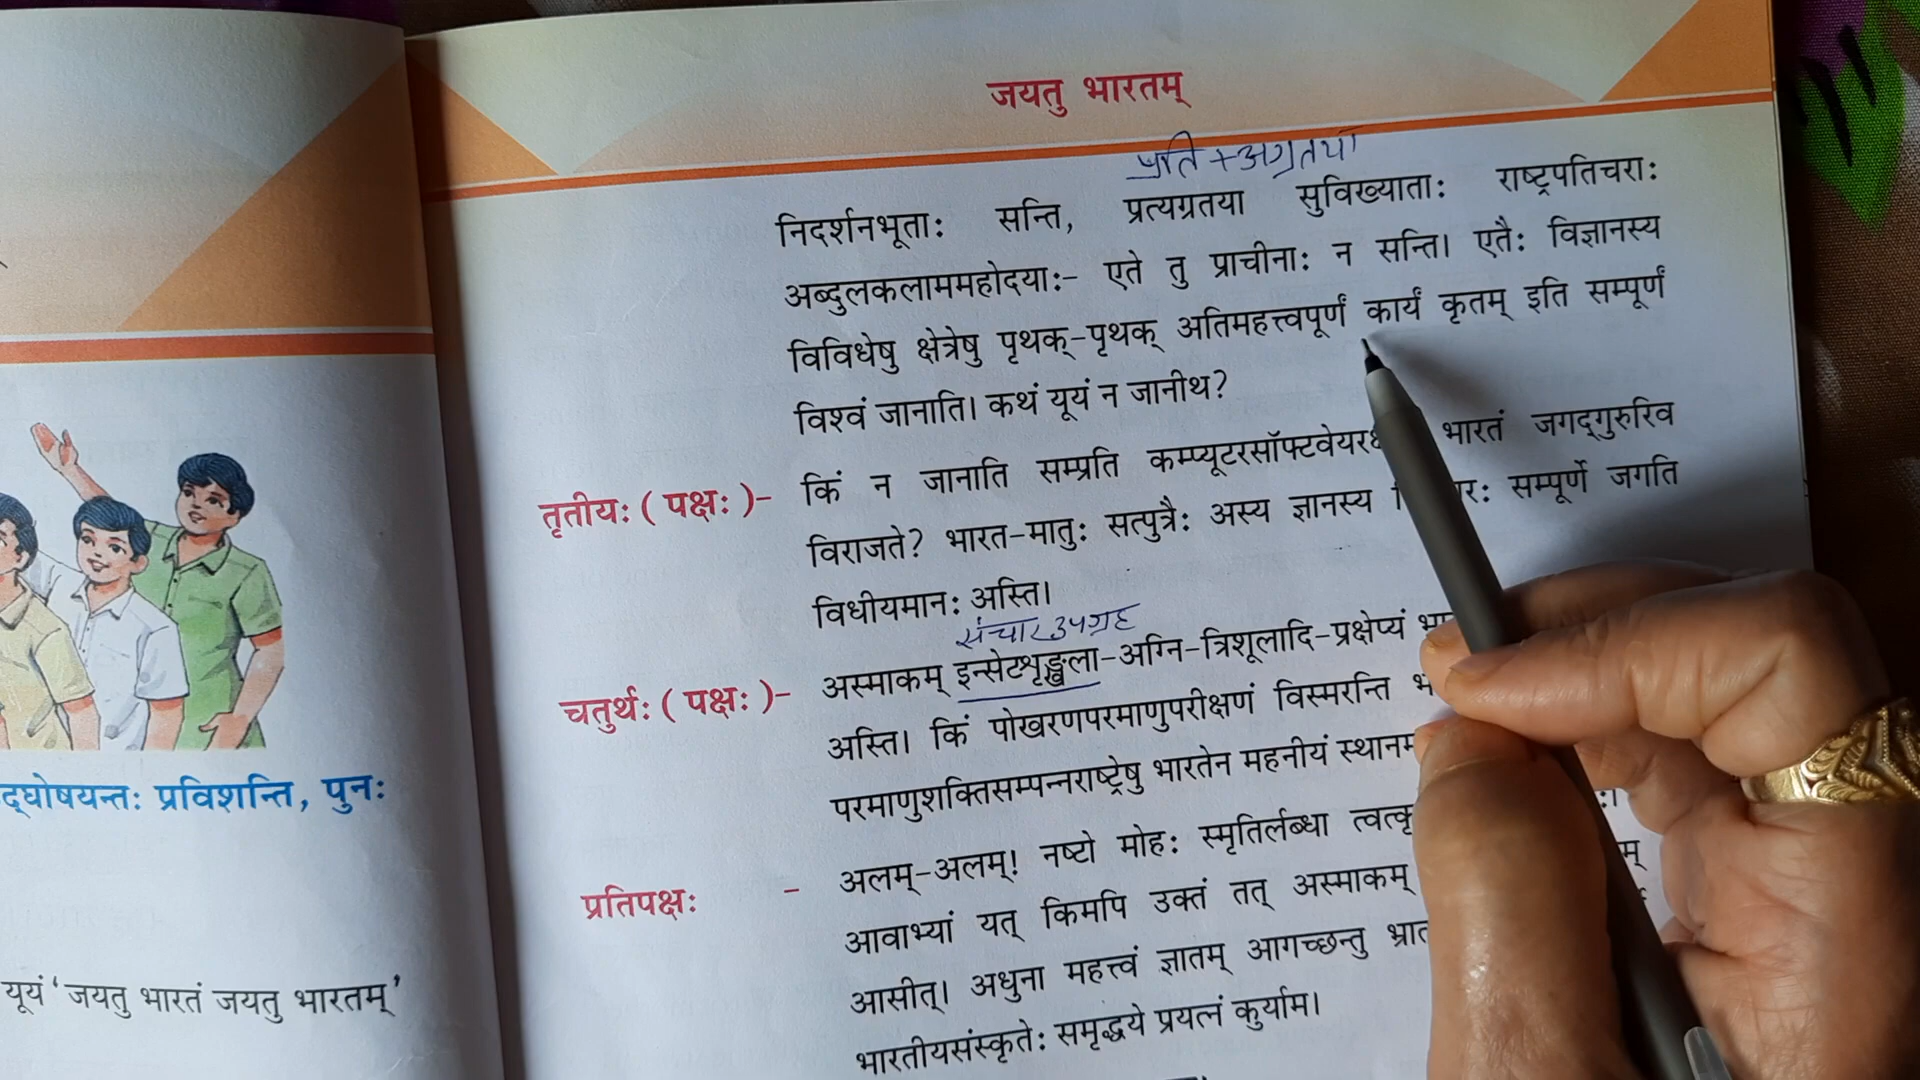 द्घोषयन्तः प्रविशन्ति, पुनः
यूयं ‘जयतु भारतं जयतु भारतम्’
जयतु भारतम्
प्रति+अग्रतया
निदर्शनभूताः सन्ति, प्रत्यग्रतया सुविख्याताः राष्ट्रपतिचराः
अब्दुलकलाममहोदयाः- एते तु प्राचीनाः न सन्ति। एतैः विज्ञानस्य
विविधेषु क्षेत्रेषु पृथक्-पृथक् अतिमहत्त्वपूर्णं कार्यं कृतम् इति सम्पूर्णं
विश्वं जानाति। कथं यूयं न जानीथ?
तृतीयः ( पक्षः )- किं न जानाति सम्प्रति भारतं जगद्गुरुरिव
विराजते? भारत-मातुः सत्पुत्रैः अस्य ज्ञानस्य सम्पूर्णे जगति
विधीयमानः अस्ति।
संचार उपग्रह
चतुर्थः ( पक्षः )- अस्माकम् इन्सेटशृङ्खला-अग्नि-त्रिशूलादि-प्रक्षेप्यं
अस्ति। किं पोखरणपरमाणुपरीक्षणं विस्मरन्ति
परमाणुशक्तिसम्पन्नराष्ट्रेषु भारतेन महनीयं
प्रतिपक्षः - अलम्-अलम्! नष्टो मोहः स्मृतिर्लब्धा
आवाभ्यां यत् किमपि उक्तं तत् अस्माकम्
आसीत्। अधुना महत्त्वं ज्ञातम् आगच्छन्तु
भारतीयसंस्कृतेः समृद्धये प्रयत्नं कुर्याम।